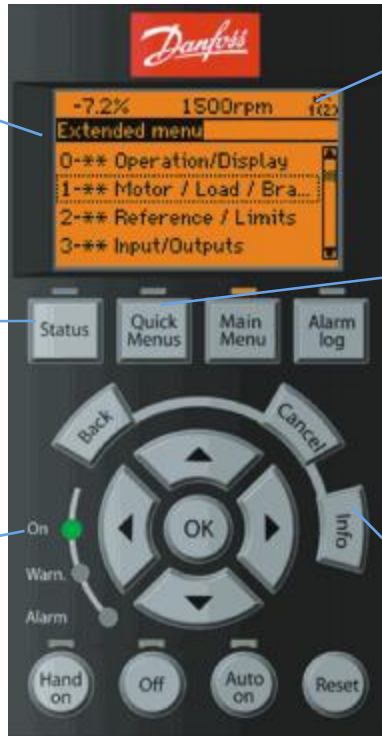 Danfoss
-7.2% 1500rpm 1(2)
Extended menu
0-** Operation/Display
1-** Motor / Load / Bra...
2-** Reference / Limits
3-** Input/Outputs
Status
Quick Menus
Main Menu
Alarm log
Back
Cancel
Info
OK
On
Warn.
Alarm
Hand on
Off
Auto on
Reset